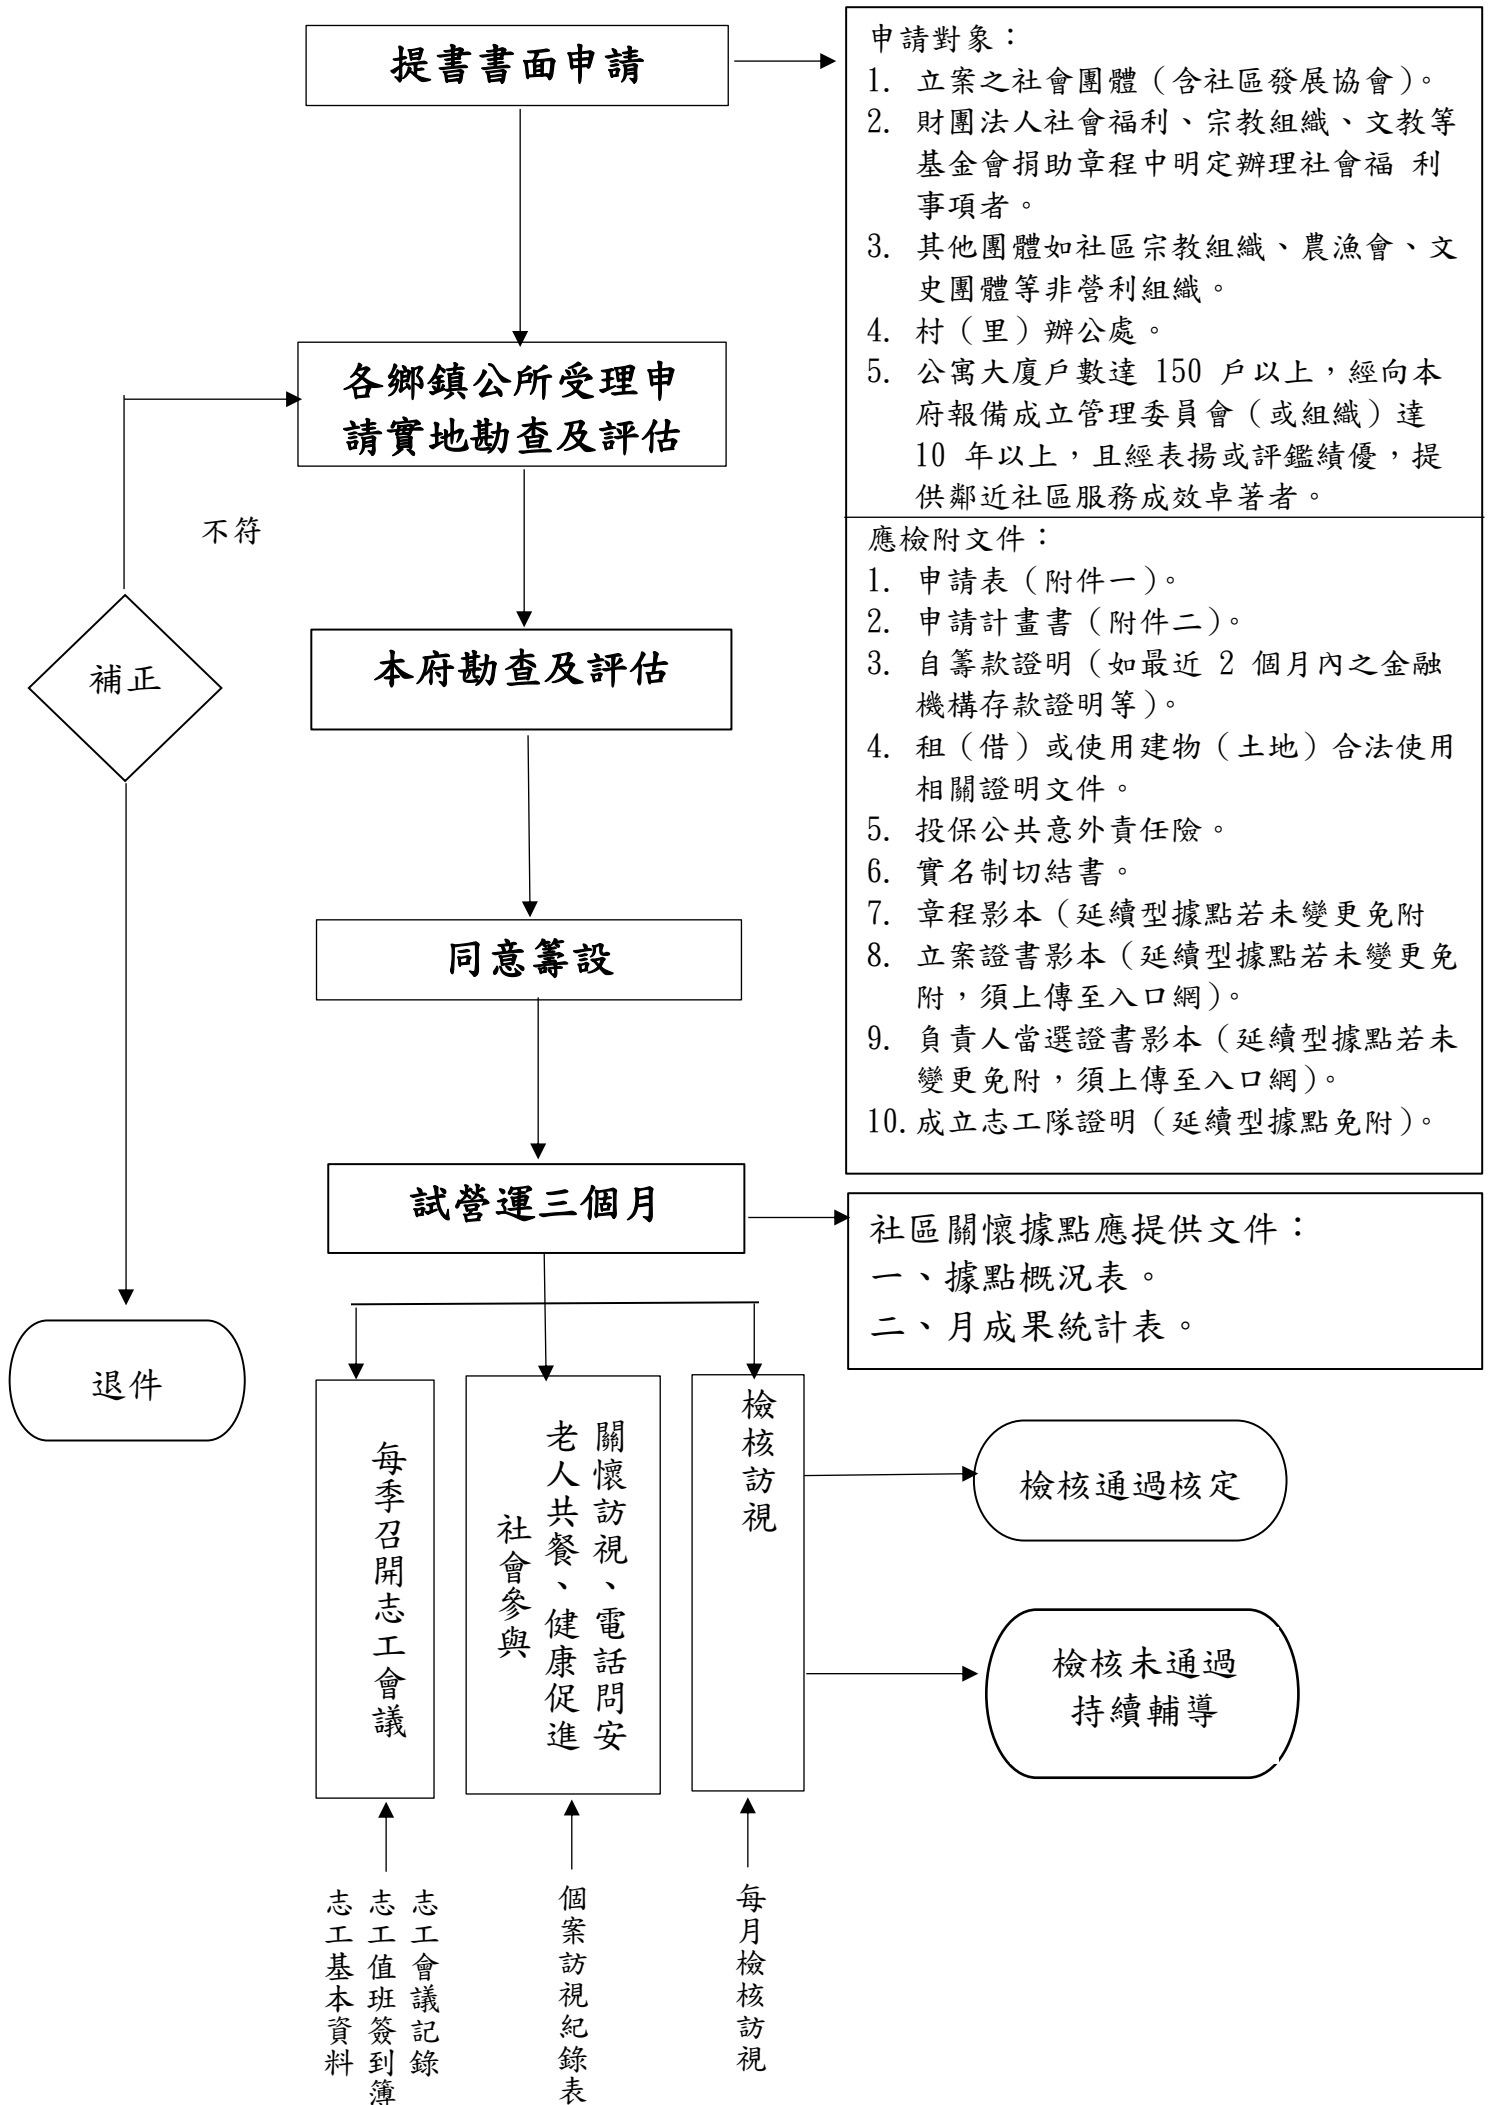 提書書面申請
申請對象：
1. 立案之社會團體（含社區發展協會）。
2. 財團法人社會福利、宗教組織、文教等
基金會捐助章程中明定辦理社會福 利
事項者。
3. 其他團體如社區宗教組織、農漁會、文
史團體等非營利組織。
4. 村（里）辦公處。
5. 公寓大廈戶數達 150 戶以上，經向本
府報備成立管理委員會（或組織）達
10 年以上，且經表揚或評鑑績優，提
供鄰近社區服務成效卓著者。
應檢附文件：
1. 申請表（附件一）。
2. 申請計畫書（附件二）。
3. 自籌款證明（如最近 2 個月內之金融
機構存款證明等）。
4. 租（借）或使用建物（土地）合法使用
相關證明文件。
5. 投保公共意外責任險。
6. 實名制切結書。
7. 章程影本（延續型據點若未變更免附
8. 立案證書影本（延續型據點若未變更免
附，須上傳至入口網）。
9. 負責人當選證書影本（延續型據點若未
變更免附，須上傳至入口網）。
10. 成立志工隊證明（延續型據點免附）。
各鄉鎮公所受理申
請實地勘查及評估
不符
補正
退件
本府勘查及評估
同意籌設
試營運三個月
社區關懷據點應提供文件：
一、據點概況表。
二、月成果統計表。
每季召開志工會議
關懷訪視、電話問安
老人共餐、健康促進
社會參與
檢核訪視
檢核通過核定
檢核未通過
持續輔導
志工會議記錄
志工值班簽到簿
志工基本資料
個案訪視紀錄表
每月檢核訪視